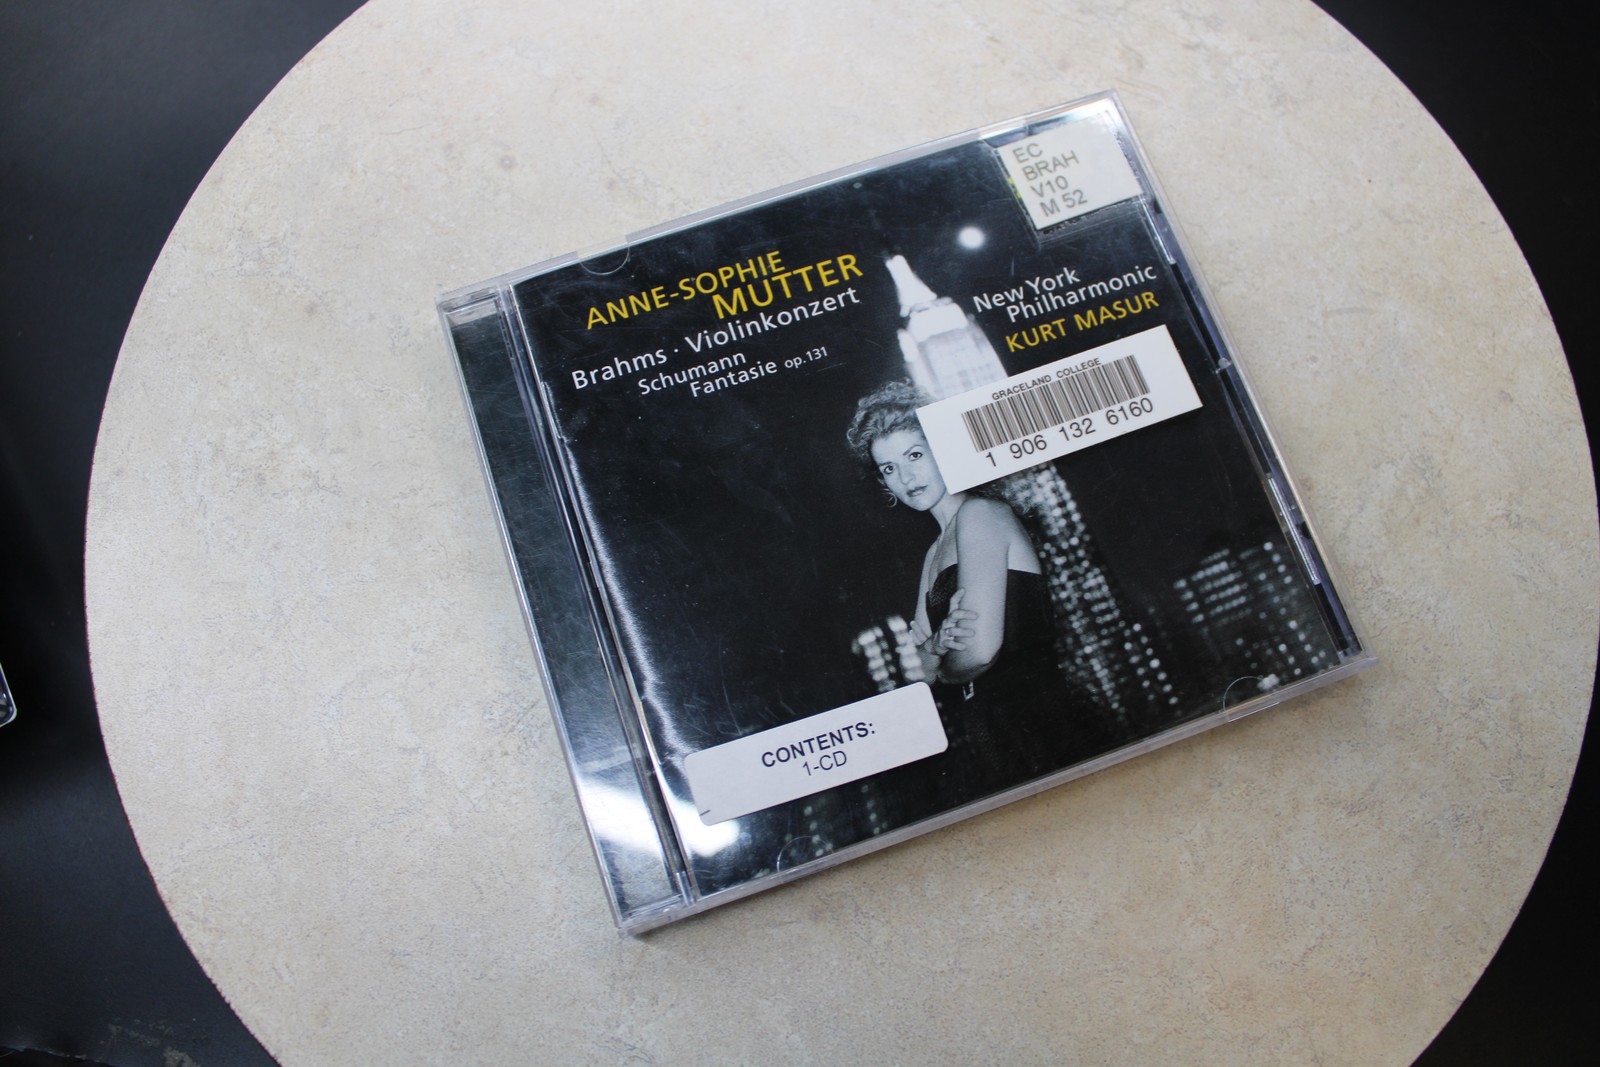 EC
BRAH
V10
M 52
ANNE-SOPHIE
MUTTER
Brahms · Violinkonzert
Schumann
Fantasie op.131
New York
Philharmonic
KURT MASUR
GRACELAND COLLEGE
1 906 132 6160
CONTENTS:
1-CD